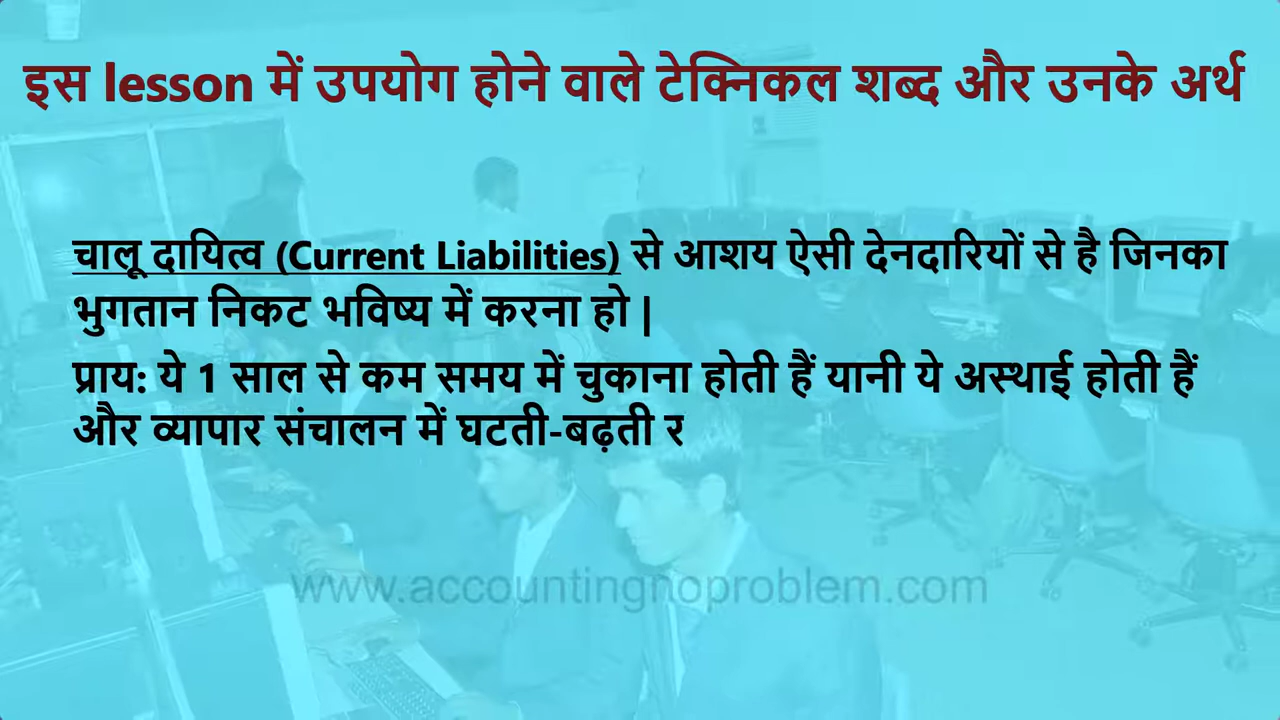 इस lesson में उपयोग होने वाले टेक्निकल शब्द और उनके अर्थ
चालू दायित्व (Current Liabilities) से आशय ऐसी देनदारियों से है जिनका
भुगतान निकट भविष्य में करना हो |
प्राय: ये 1 साल से कम समय में चुकाना होती हैं यानी ये अस्थाई होती हैं
और व्यापार संचालन में घटती-बढ़ती र
www.accountingnoproblem.com